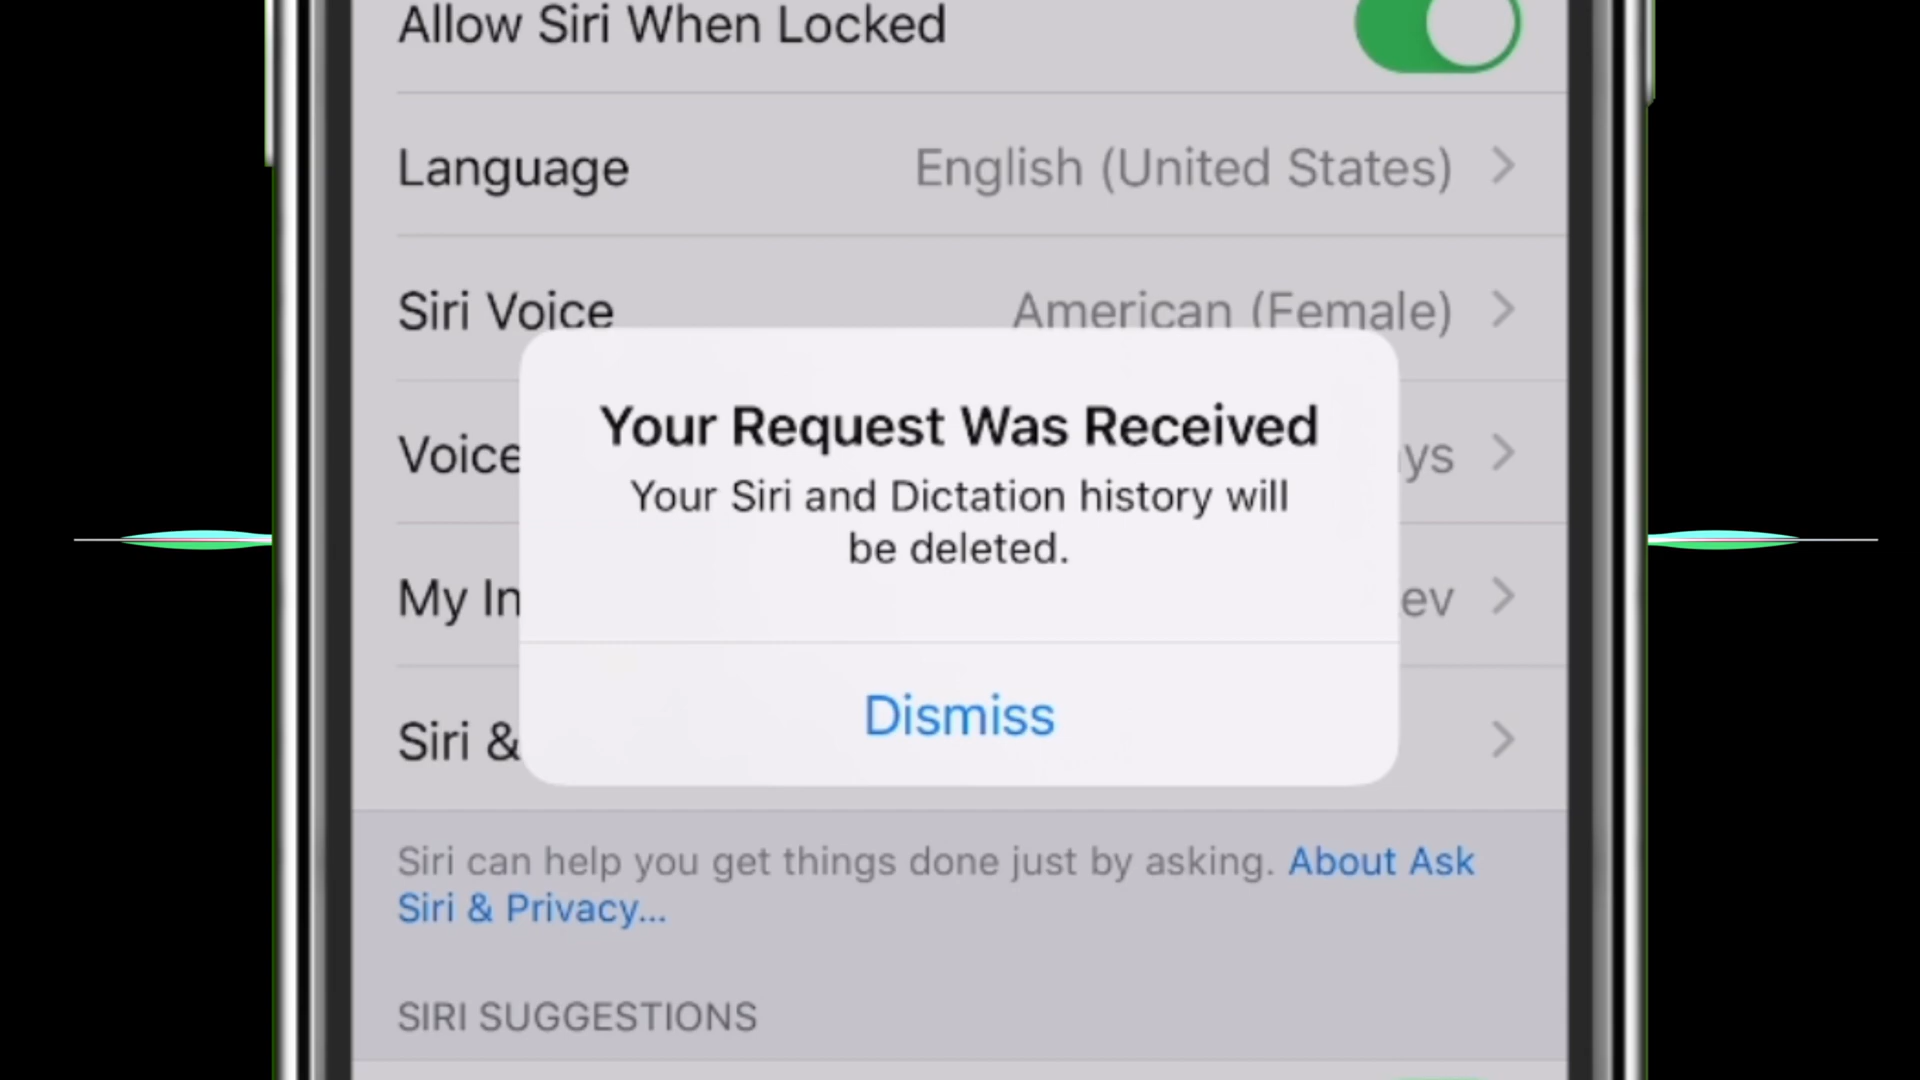 Allow Siri When Locked
Language English (United States)
Siri Voice American (Female)
Your Request Was Received
Your Siri and Dictation history will
be deleted.
Voice
My
Siri &
Dismiss
Siri can help you get things done just by asking. About Ask
Siri & Privacy...
SIRI SUGGESTIONS